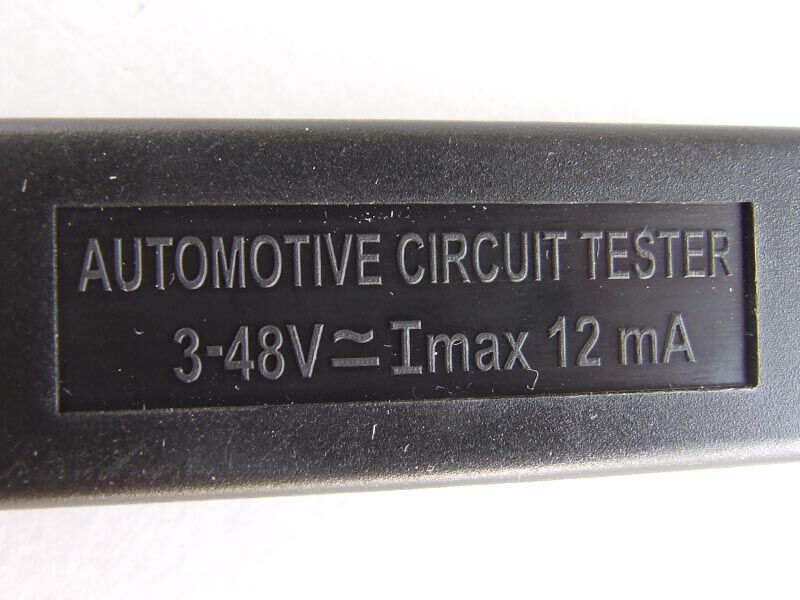 AUTOMOTIVE CIRCUIT TESTER
3-48V ≂ Imax 12 mA